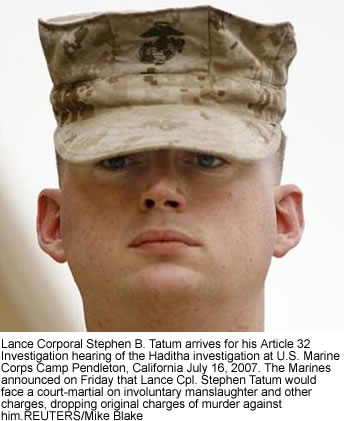 Lance Corporal Stephen B. Tatum arrives for his Article 32
Investigation hearing of the Haditha investigation at U.S. Marine
Corps Camp Pendleton, California July 16, 2007. The Marines
announced on Friday that Lance Cpl. Stephen Tatum would
face a court-martial on involuntary manslaughter and other
charges, dropping original charges of murder against
him.REUTERS/Mike Blake